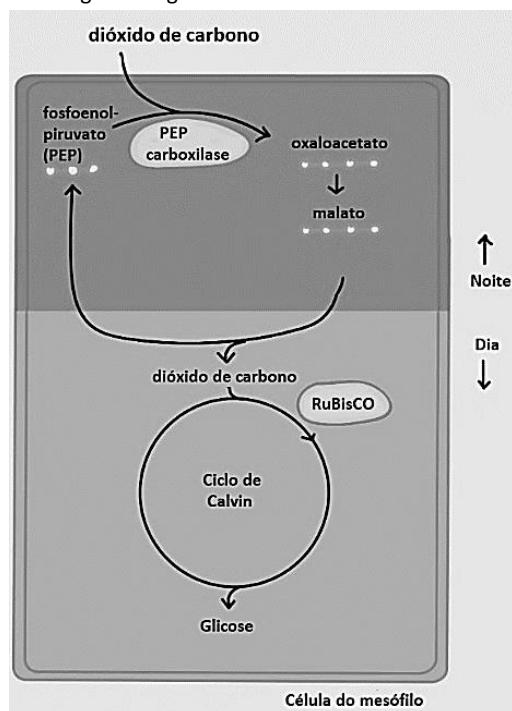 dióxido de carbono
fosfoenol-
piruvato
(PEP)
PEP
carboxilase
oxaloacetato
malato
Noite
Dia
dióxido de carbono
RuBisCO
Ciclo de
Calvin
Glicose
Célula do mesófilo